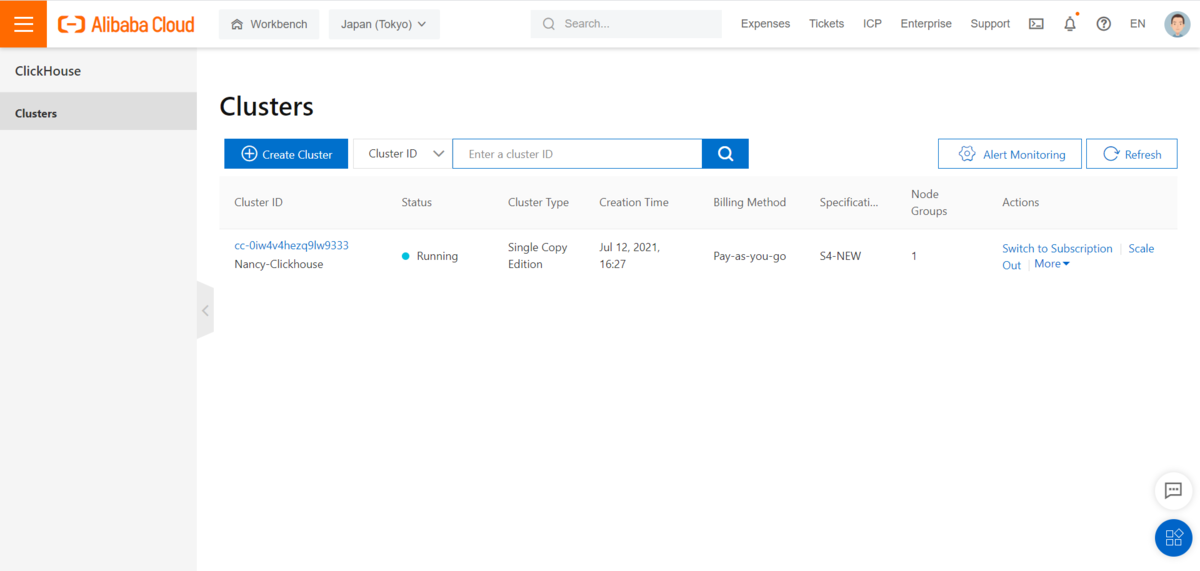 Alibaba Cloud
Workbench
Japan (Tokyo)
Search...
Expenses
Tickets
ICP
Enterprise
Support
EN
ClickHouse
Clusters
Clusters
Create Cluster
Cluster ID
Enter a cluster ID
Alert Monitoring
Refresh
Cluster ID
Status
Cluster Type
Creation Time
Billing Method
Specificati...
Node
Groups
Actions
cc-0iw4v4hezq9lw9333
Nancy-Clickhouse
Running
Single Copy
Edition
Jul 12, 2021,
16:27
Pay-as-you-go
S4-NEW
1
Switch to Subscription | Scale
Out | More